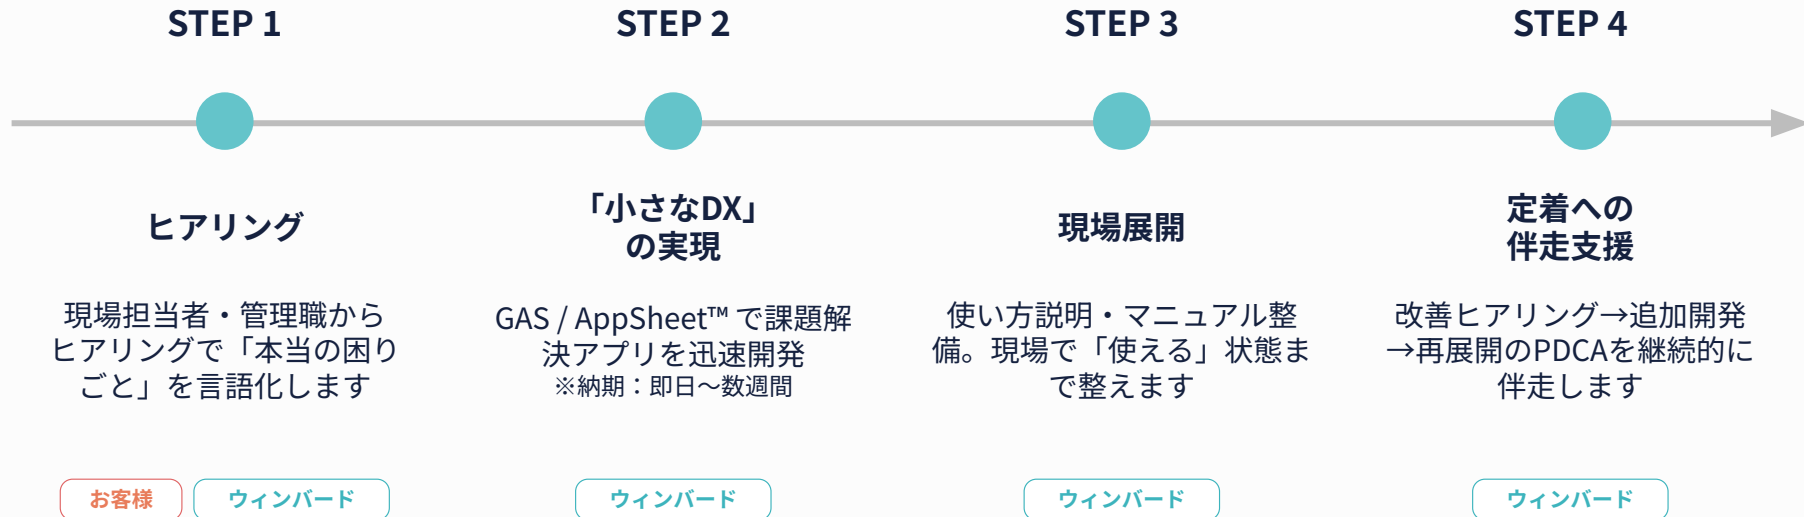 STEP 1
STEP 2
STEP 3
STEP 4
ヒアリング
「小さなDX」
の実現
現場展開
定着への
伴走支援
現場担当者・管理職から
ヒアリングで「本当の困り
ごと」を言語化します
GAS / AppSheet™ で課題解
決アプリを迅速開発
※納期：即日〜数週間
使い方説明・マニュアル整
備。現場で「使える」状態ま
で整えます
改善ヒアリング→追加開発
→再展開のPDCAを継続的に
伴走します
お客様
ウィンバード
ウィンバード
ウィンバード
ウィンバード